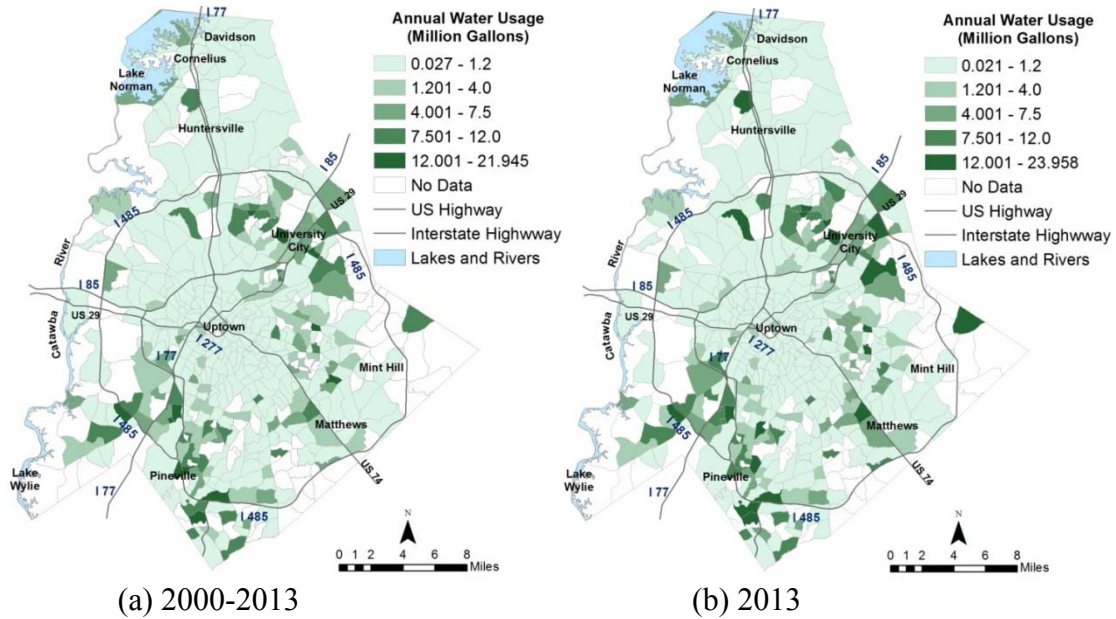 Annual Water Usage
(Million Gallons)
0.027 - 1.2
1.201 - 4.0
4.001 - 7.5
7.501 - 12.0
12.001 - 21.945
No Data
US Highway
Interstate Highwway
Lakes and Rivers
I 77
Davidson
Cornelius
Lake
Norman
Huntersville
I 85
US 29
I 485
University
City
River
I 485
I 85
US 29
Catawba
Uptown
I 277
I 77
Mint Hill
Matthews
I 485
Pineville
US 74
Lake
Wylie
I 77
I 485
N
0 1 2 4 6 8
Miles
(a) 2000-2013
Annual Water Usage
(Million Gallons)
0.021 - 1.2
1.201 - 4.0
4.001 - 7.5
7.501 - 12.0
12.001 - 23.958
No Data
US Highway
Interstate Highwway
Lakes and Rivers
I 77
Davidson
Cornelius
Lake
Norman
Huntersville
I 85
US 29
I 485
University
City
River
I 485
I 85
US 29
Catawba
Uptown
I 277
I 77
Mint Hill
Matthews
I 485
Pineville
US 74
Lake
Wylie
I 77
I 485
N
0 1 2 4 6 8
Miles
(b) 2013